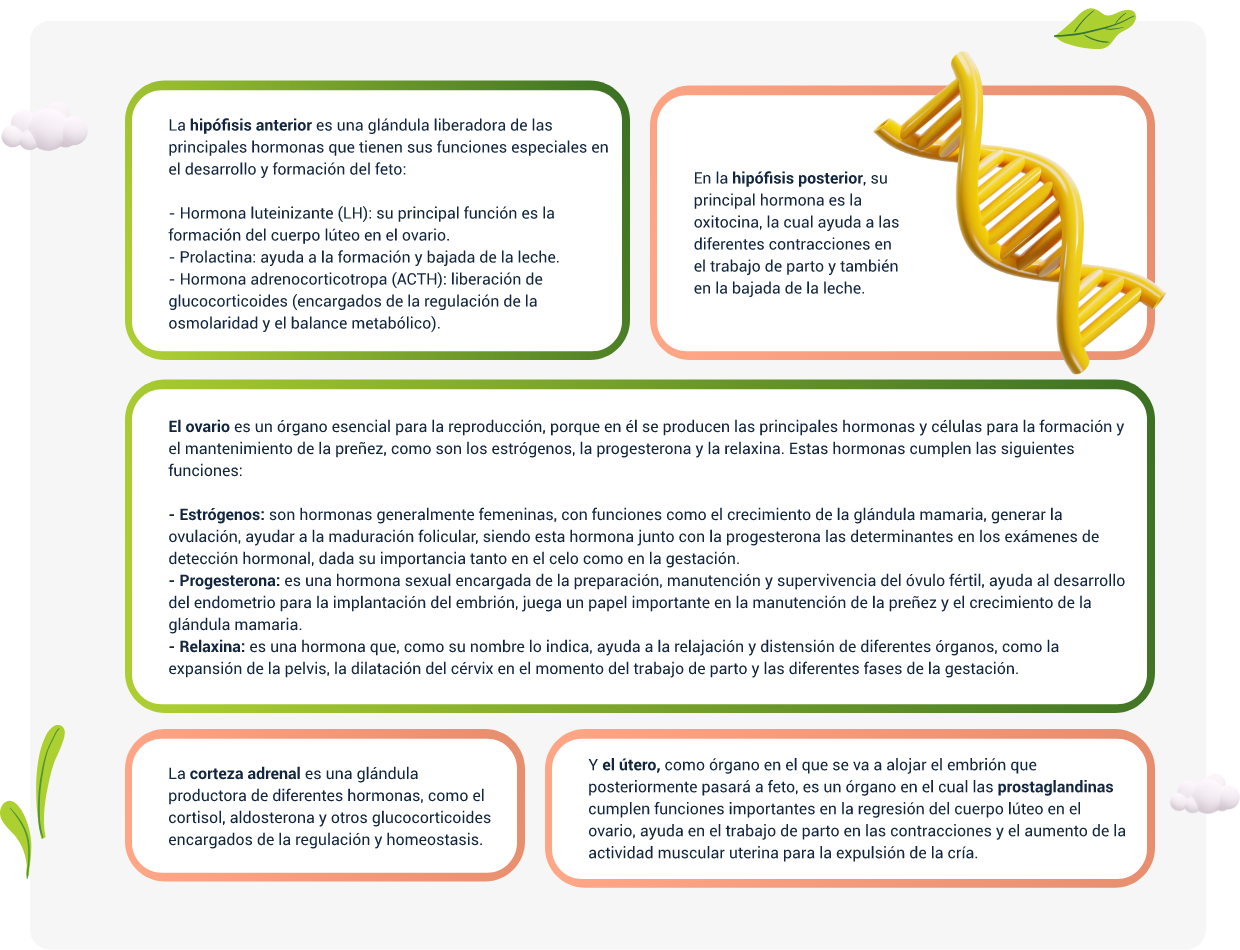 La hipófisis anterior es una glándula liberadora de las
principales hormonas que tienen sus funciones especiales en
el desarrollo y formación del feto:
- Hormona luteinizante (LH): su principal función es la
formación del cuerpo lúteo en el ovario.
- Prolactina: ayuda a la formación y bajada de la leche.
- Hormona adrenocorticotropa (ACTH): liberación de
glucocorticoides (encargados de la regulación de la
osmolaridad y el balance metabólico).
En la hipófisis posterior, su
principal hormona es la
oxitocina, la cual ayuda a las
diferentes contracciones en
el trabajo de parto y también
en la bajada de la leche.
El ovario es un órgano esencial para la reproducción, porque en él se producen las principales hormonas y células para la formación y
el mantenimiento de la preñez, como son los estrógenos, la progesterona y la relaxina. Estas hormonas cumplen las siguientes
funciones:
- Estrógenos: son hormonas generalmente femeninas, con funciones como el crecimiento de la glándula mamaria, generar la
ovulación, ayudar a la maduración folicular, siendo esta hormona junto con la progesterona las determinantes en los exámenes de
detección hormonal, dada su importancia tanto en el celo como en la gestación.
- Progesterona: es una hormona sexual encargada de la preparación, manutención y supervivencia del óvulo fértil, ayuda al desarrollo
del endometrio para la implantación del embrión, juega un papel importante en la manutención de la preñez y el crecimiento de la
glándula mamaria.
- Relaxina: es una hormona que, como su nombre lo indica, ayuda a la relajación y distensión de diferentes órganos, como la
expansión de la pelvis, la dilatación del cérvix en el momento del trabajo de parto y las diferentes fases de la gestación.
La corteza adrenal es una glándula
productora de diferentes hormonas, como el
cortisol, aldosterona y otros glucocorticoides
encargados de la regulación y homeostasis.
Y el útero, como órgano en el que se va a alojar el embrión que
posteriormente pasará a feto, es un órgano en el cual las prostaglandinas
cumplen funciones importantes en la regresión del cuerpo lúteo en el
ovario, ayuda en el trabajo de parto en las contracciones y el aumento de la
actividad muscular uterina para la expulsión de la cría.